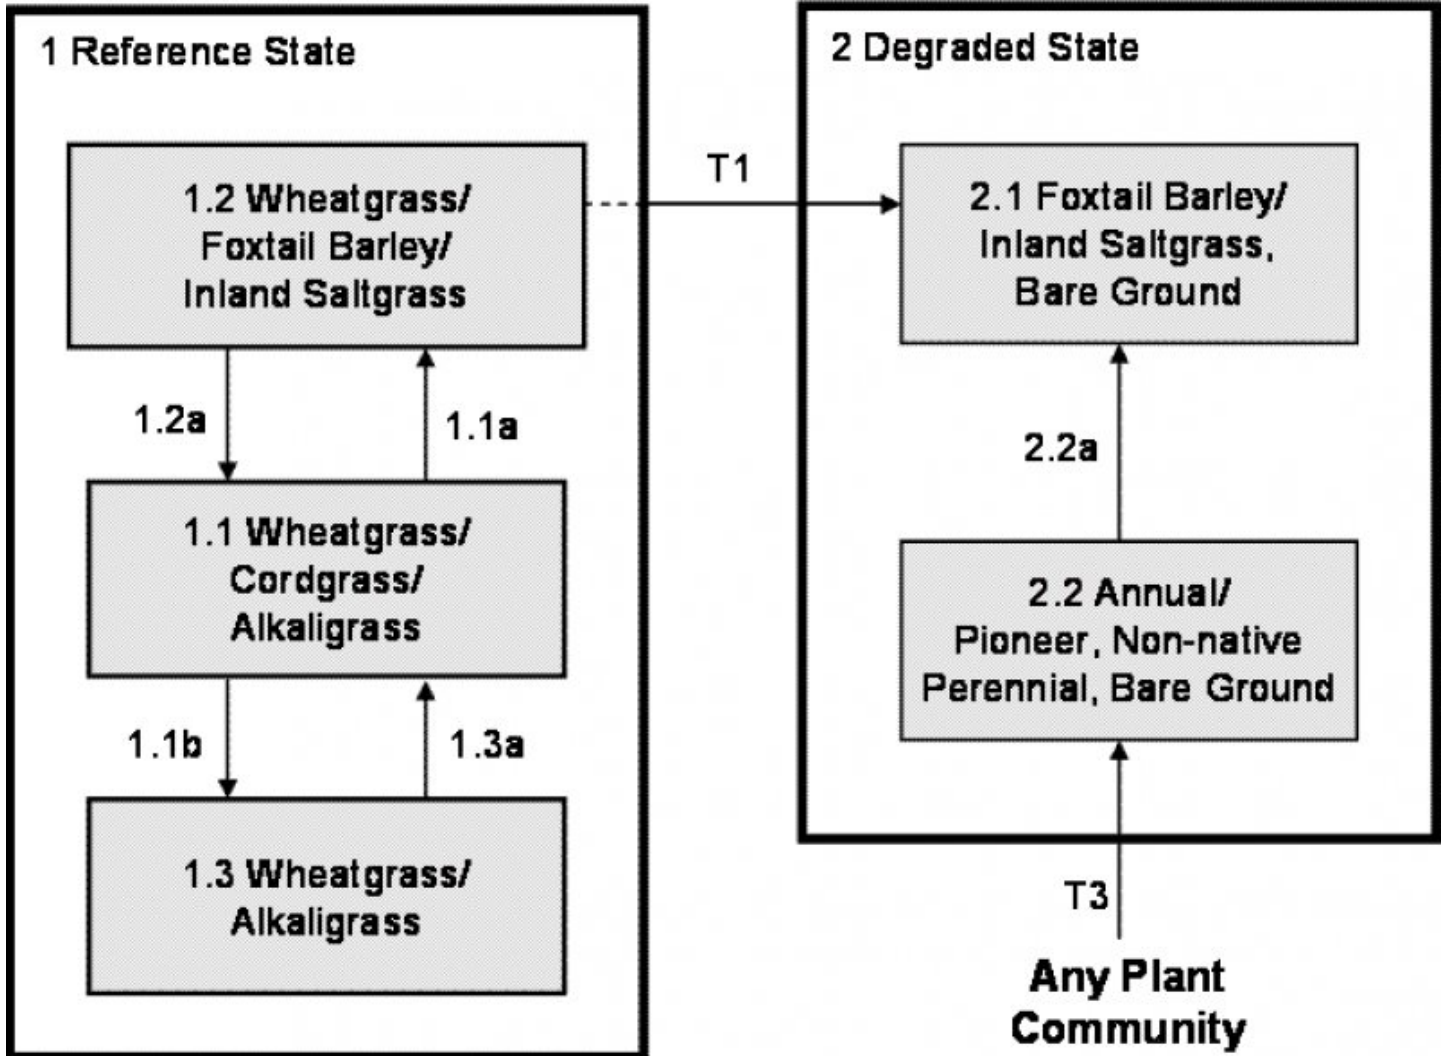 1 Reference State
1.2 Wheatgrass/
Foxtail Barley/
Inland Saltgrass
1.2a
1.1a
1.1 Wheatgrass/
Cordgrass/
Alkaligrass
1.1b
1.3a
1.3 Wheatgrass/
Alkaligrass
T1
2 Degraded State
2.1 Foxtail Barley/
Inland Saltgrass,
Bare Ground
2.2a
2.2 Annual/
Pioneer, Non-native
Perennial, Bare Ground
T3
Any Plant
Community